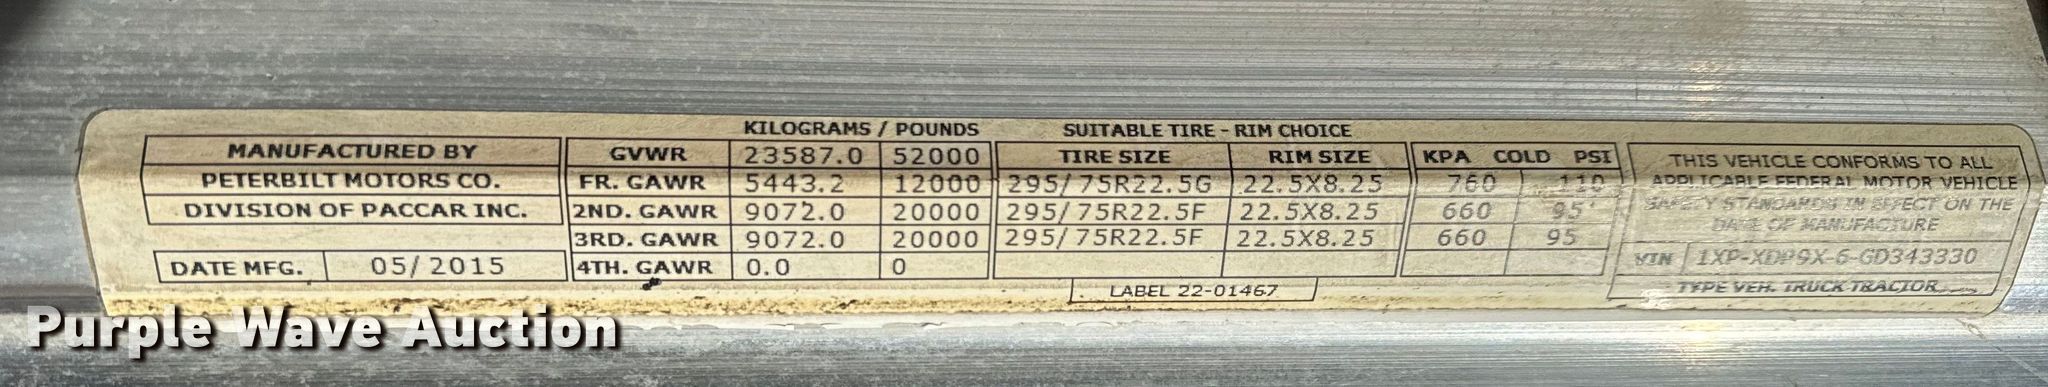 KILOGRAMS / POUNDS SUITABLE TIRE - RIM CHOICE
MANUFACTURED BY GVWR 23587.0 52000 TIRE SIZE RIM SIZE KPA COLD PSI
PETERBILT MOTORS CO. FR. GAWR 5443.2 12000 295/75R22.5G 22.5X8.25 760 110
DIVISION OF PACCAR INC. 2ND. GAWR 9072.0 20000 295/75R22.5F 22.5X8.25 660 95
3RD. GAWR 9072.0 20000 295/75R22.5F 22.5X8.25 660 95
DATE MFG. 05/2015 4TH. GAWR 0.0 0
LABEL 22-01467
THIS VEHICLE CONFORMS TO ALL
APPLICABLE FEDERAL MOTOR VEHICLE
SAFETY STANDARDS IN EFFECT ON THE
DATE OF MANUFACTURE
VIN 1XP-XDP9X-6-GD343330
TYPE VEH. TRUCK TRACTOR
Purple Wave Auction